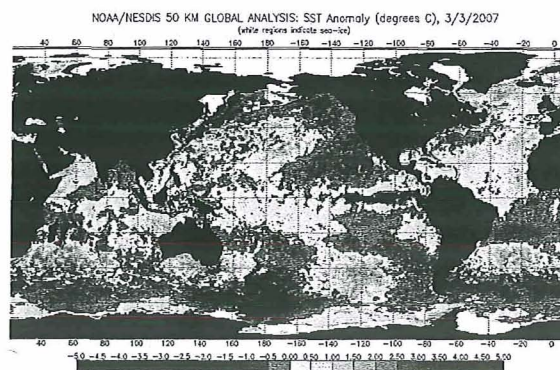 NOAA/NESDIS 50 KM GLOBAL ANALYSIS: SST Anomaly (degrees C), 3/3/2007
(white regions indicate sea-ice)
40 60 80 100 120 140 160 180 -160 -140 -120 -100 -80 -60 -40 -20 0
40 60 80 100 120 140 160 180 -160 -140 -120 -100 -80 -60 -40 -20 -0
-5.0 -4.5 -4.0 -3.5 -3.0 -2.5 -2.0 -1.5 -1.0 -0.5 0.00 0.50 1.00 1.50 2.00 2.50 3.00 3.50 4.00 4.50 5.00